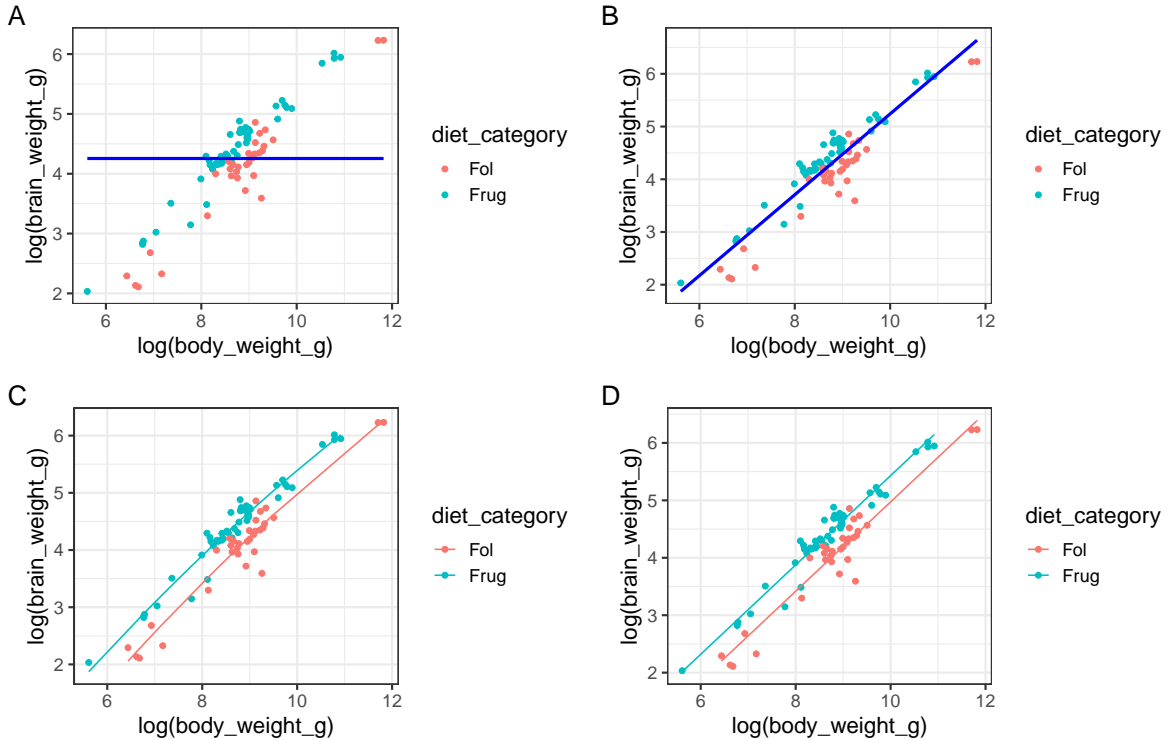 A
log(brain_weight_g)
6
5
4
3
2
6
8
10
12
log(body_weight_g)
diet_category
Fol
Frug
B
log(brain_weight_g)
6
5
4
3
2
6
8
10
12
log(body_weight_g)
diet_category
Fol
Frug
C
log(brain_weight_g)
6
5
4
3
2
6
8
10
12
log(body_weight_g)
diet_category
Fol
Frug
D
log(brain_weight_g)
6
5
4
3
2
6
8
10
12
log(body_weight_g)
diet_category
Fol
Frug